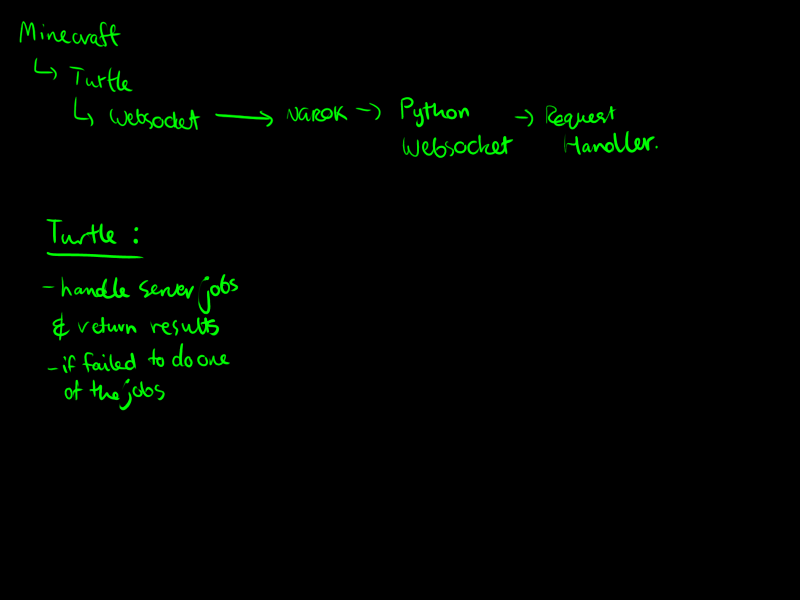 Minecraft
↳ Turtle
↳ Websocket → NGROK → Python Websocket → Request Handler.
Turtle :
- handle server jobs
& return results
- if failed to do one
of the jobs